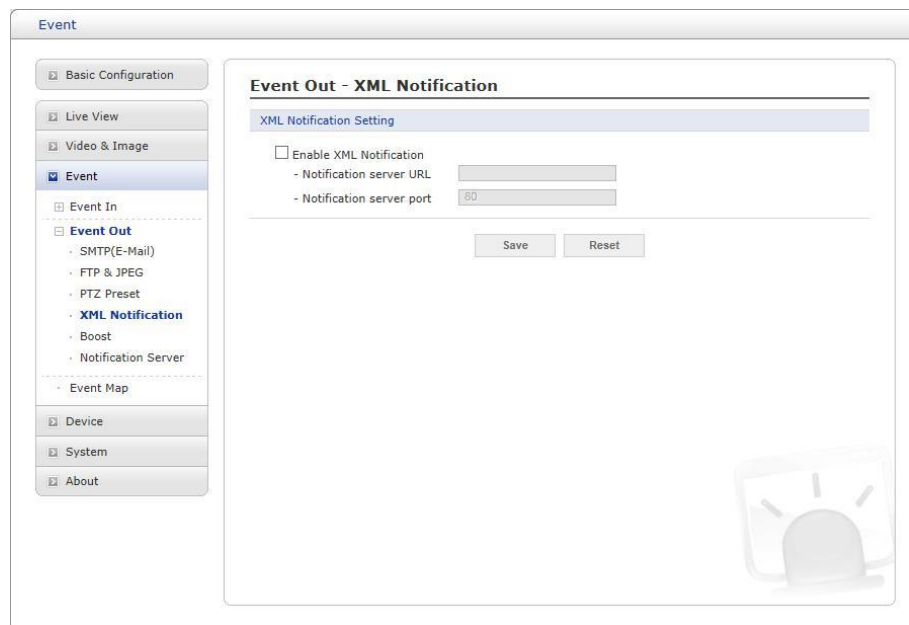 Event
Basic Configuration
Live View
Video & Image
Event
Event In
Event Out
SMTP(E-Mail)
FTP & JPEG
PTZ Preset
XML Notification
Boost
Notification Server
Event Map
Device
System
About
Event Out - XML Notification
XML Notification Setting
Enable XML Notification
- Notification server URL
- Notification server port 80
Save Reset